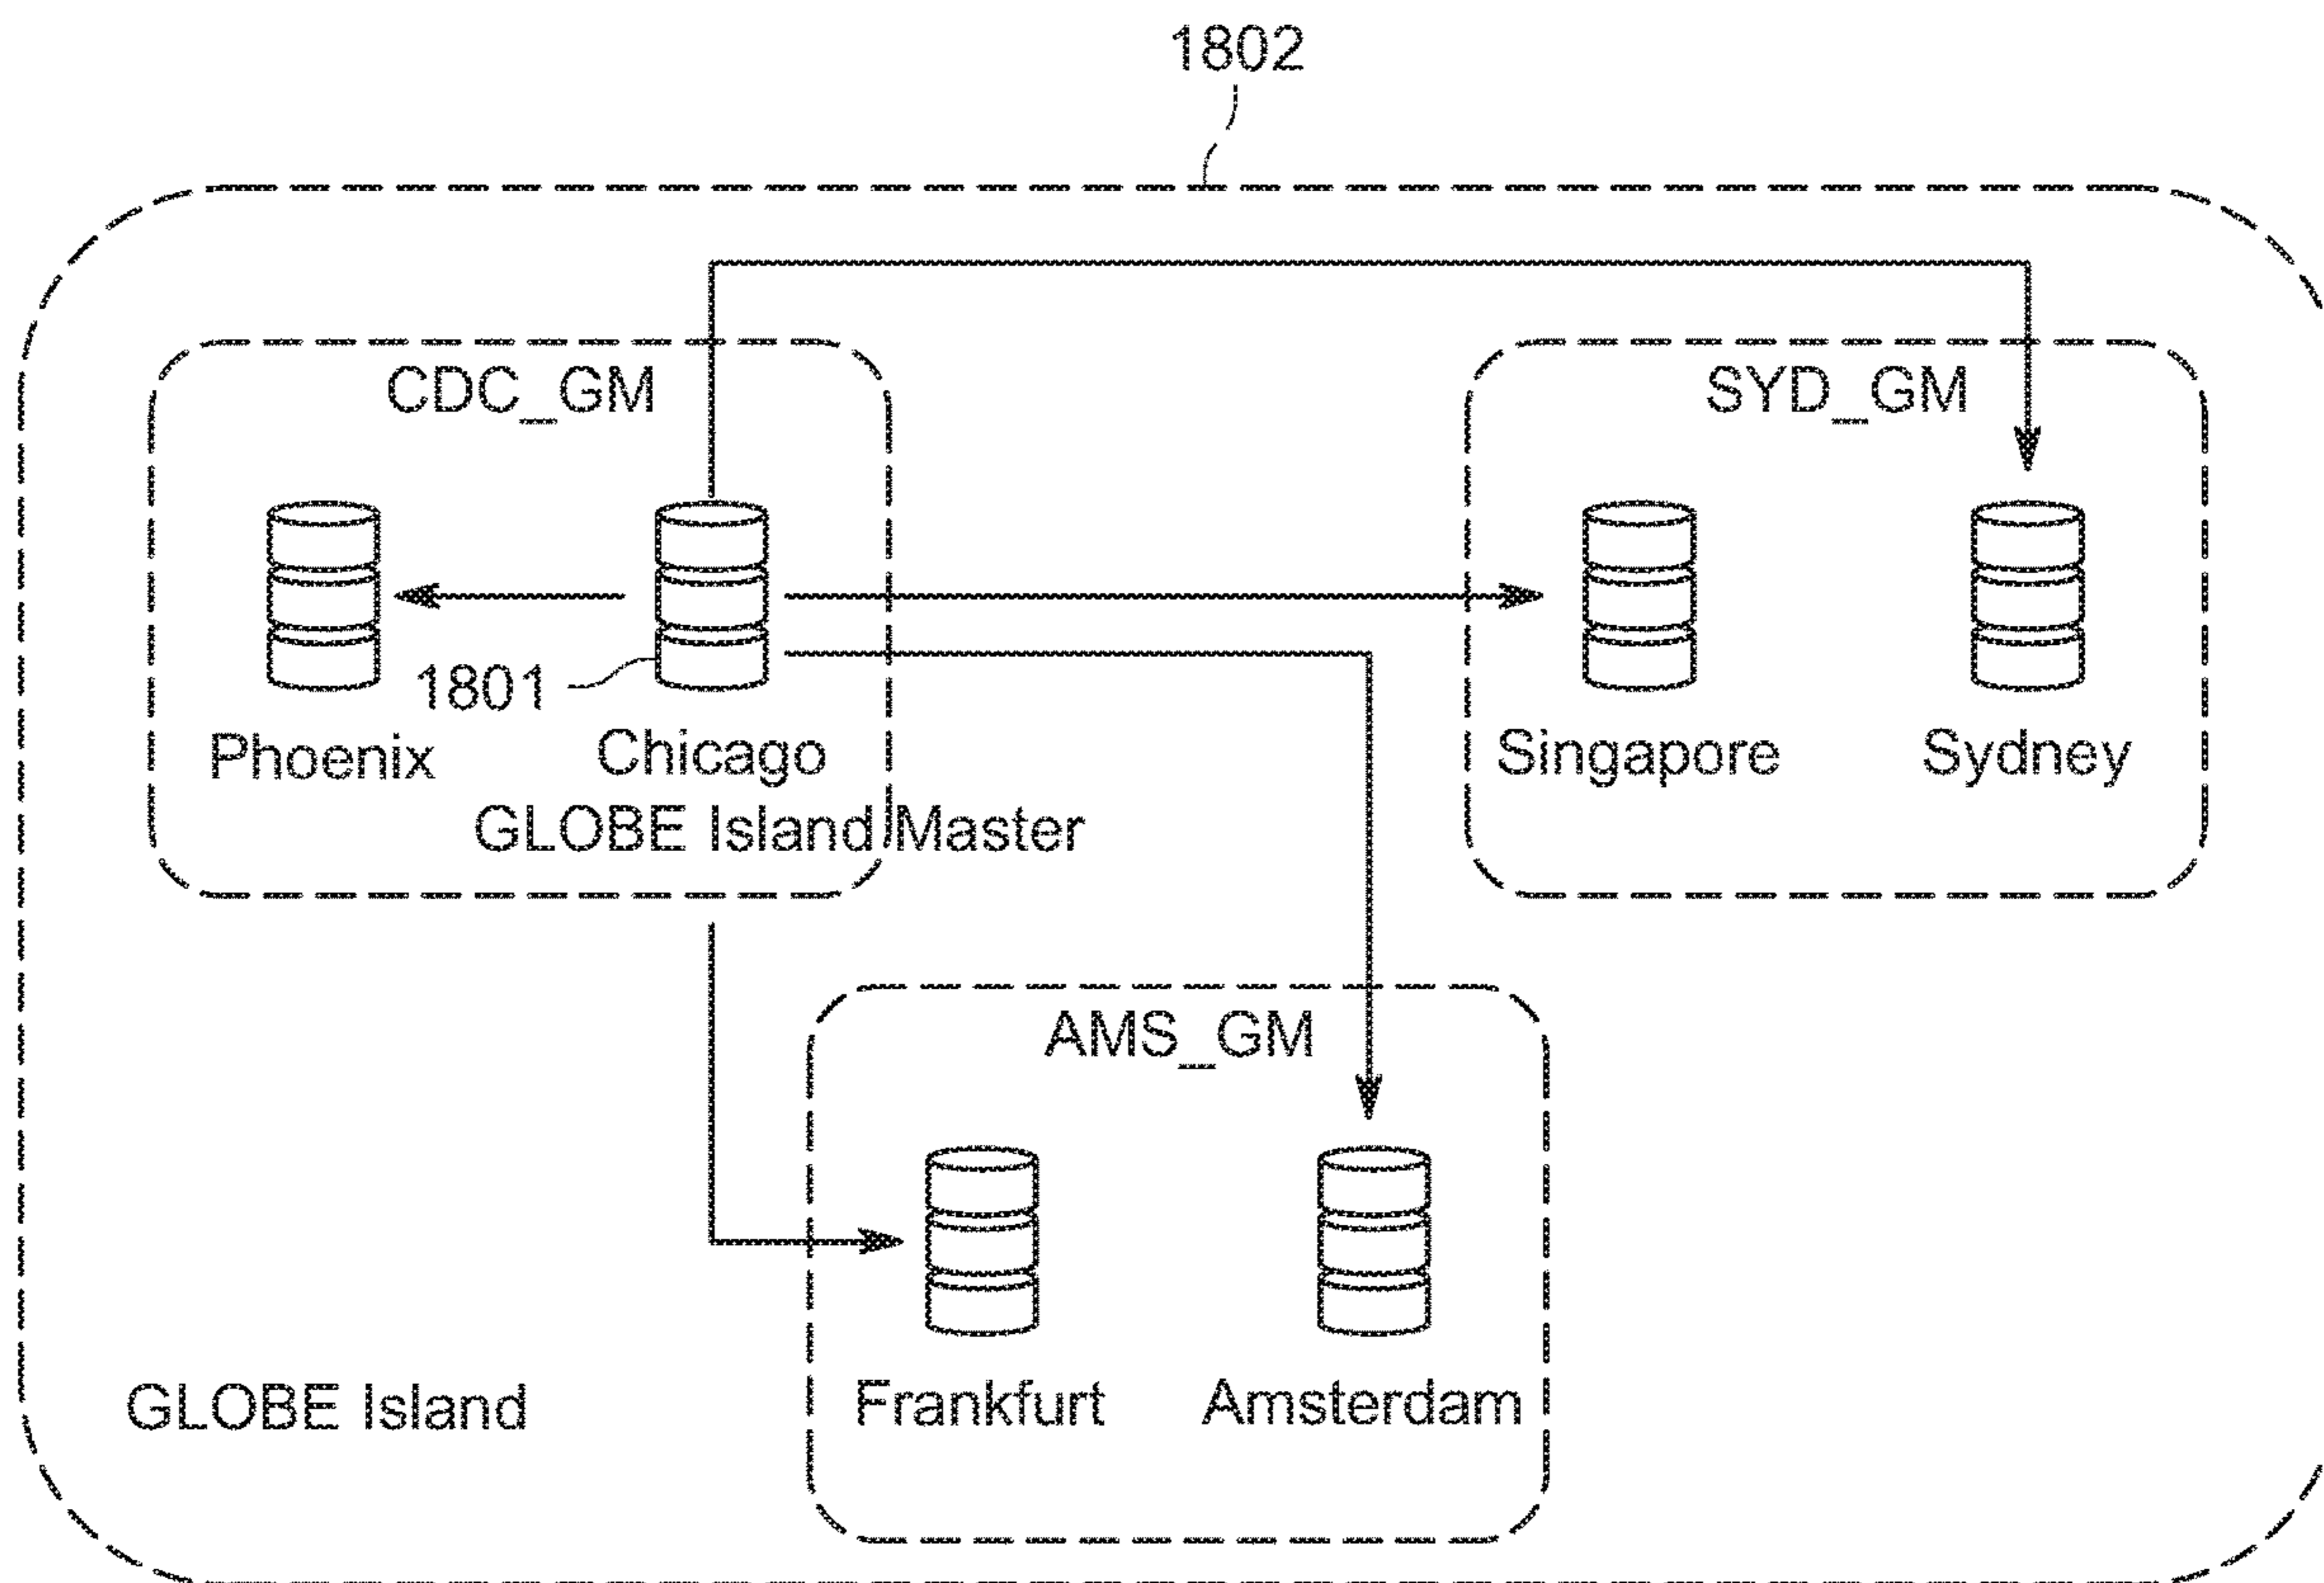 1802
CDC_GM
SYD_GM
1801
Phoenix
Chicago
Singapore
Sydney
GLOBE Island Master
AMS_GM
Frankfurt
Amsterdam
GLOBE Island